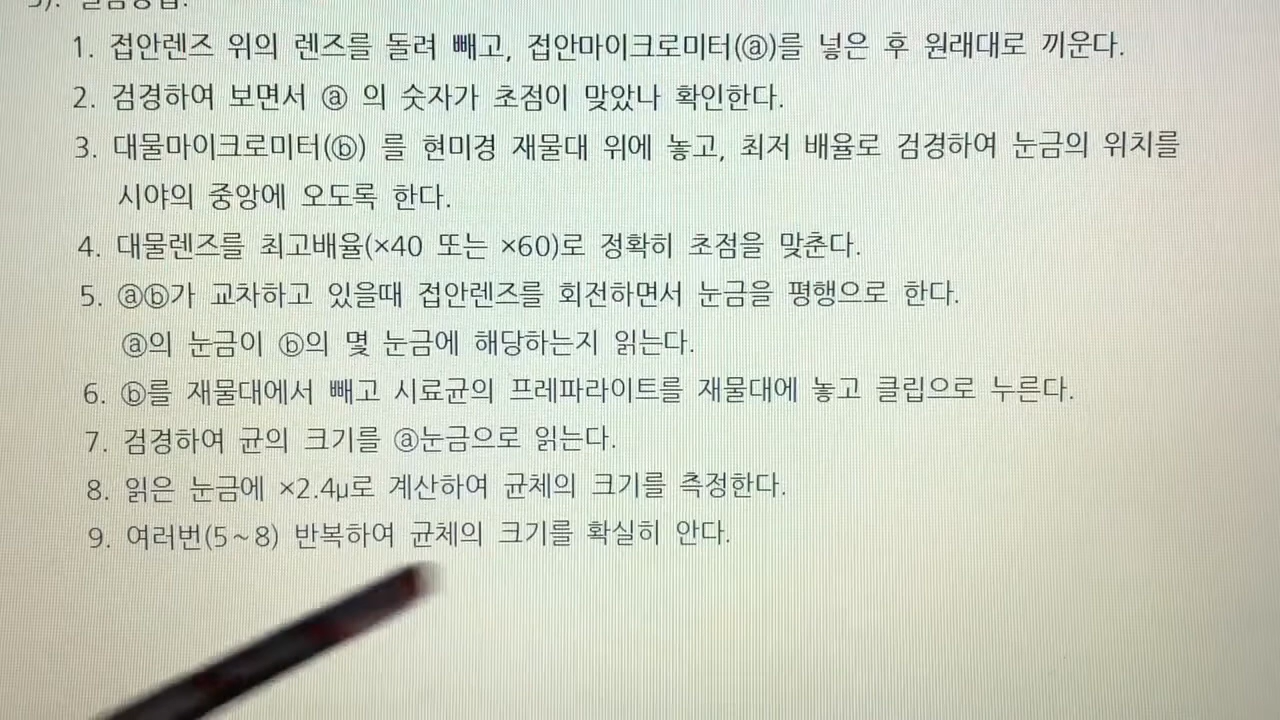 1. 접안렌즈 위의 렌즈를 돌려 빼고, 접안마이크로미터(ⓐ)를 넣은 후 원래대로 끼운다.
2. 검경하여 보면서 ⓐ 의 숫자가 초점이 맞았나 확인한다.
3. 대물마이크로미터(ⓑ) 를 현미경 재물대 위에 놓고, 최저 배율로 검경하여 눈금의 위치를
시야의 중앙에 오도록 한다.
4. 대물렌즈를 최고배율(×40 또는 ×60)로 정확히 초점을 맞춘다.
5. ⓐⓑ가 교차하고 있을때 접안렌즈를 회전하면서 눈금을 평행으로 한다.
ⓐ의 눈금이 ⓑ의 몇 눈금에 해당하는지 읽는다.
6. ⓑ를 재물대에서 빼고 시료균의 프레파라이트를 재물대에 놓고 클립으로 누른다.
7. 검경하여 균의 크기를 ⓐ눈금으로 읽는다.
8. 읽은 눈금에 ×2.4μ로 계산하여 균체의 크기를 측정한다.
9. 여러번(5~8) 반복하여 균체의 크기를 확실히 안다.